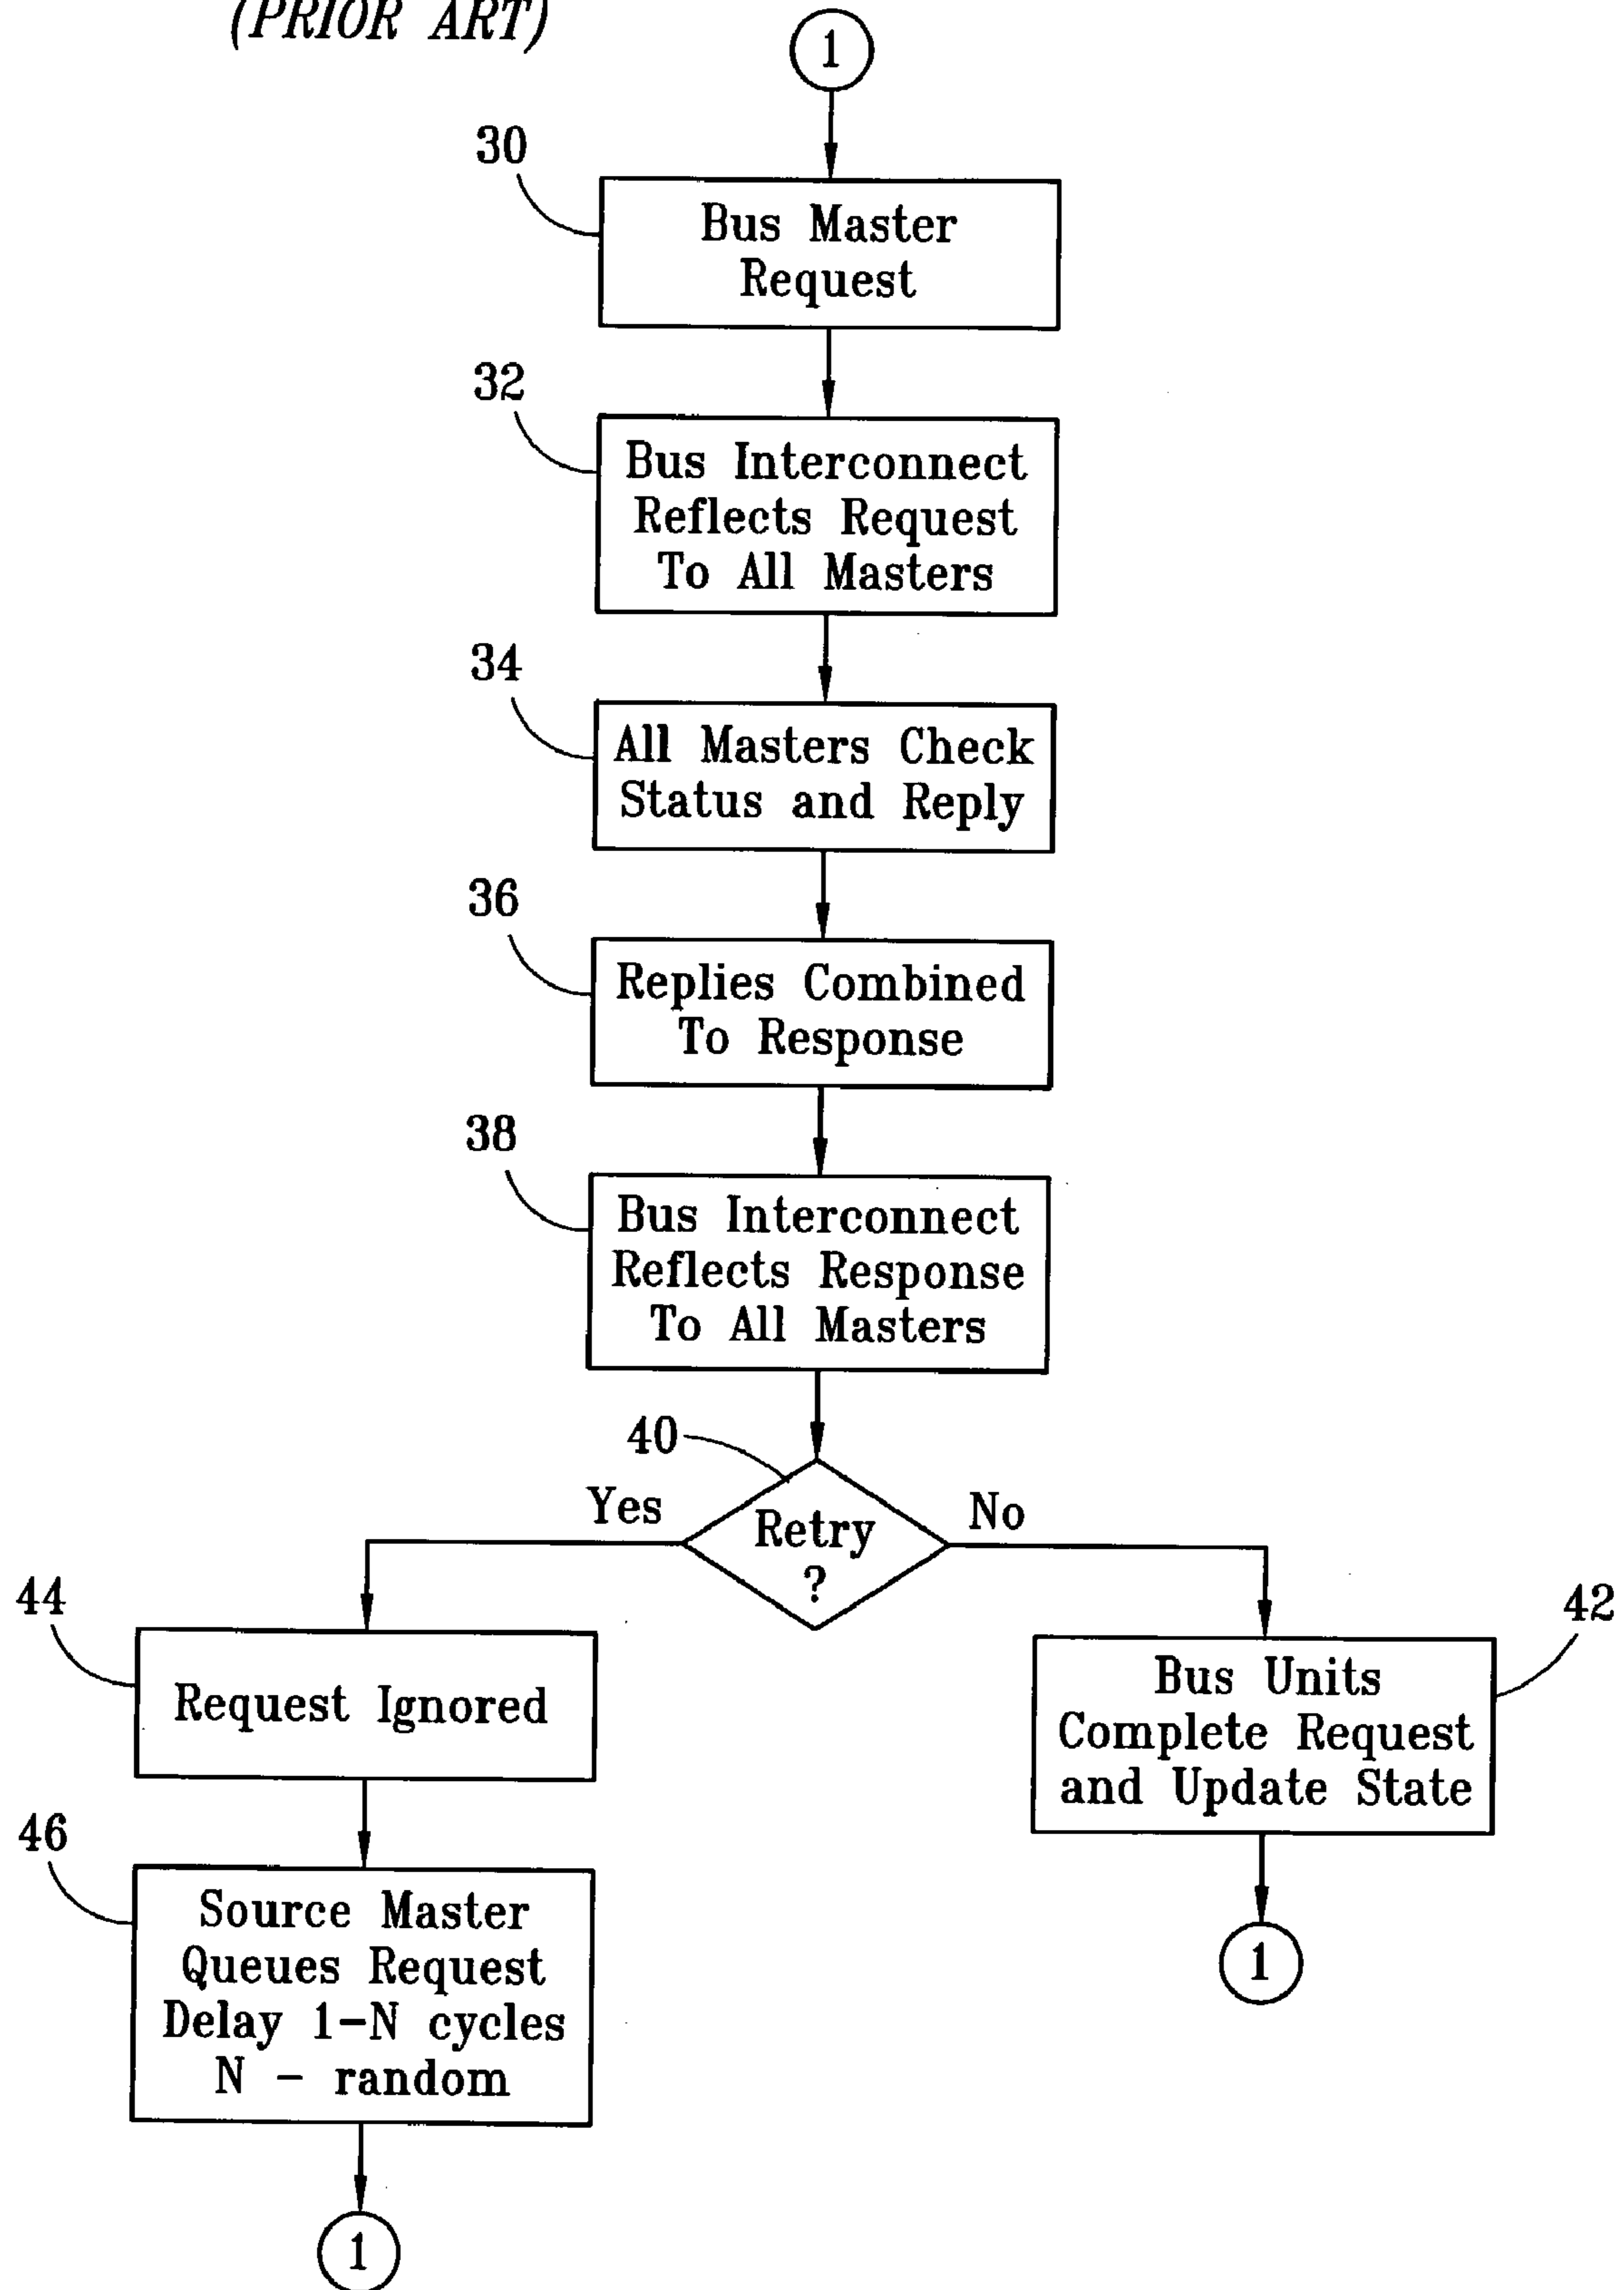 (PRIOR ART)
1
30
Bus Master
Request
32
Bus Interconnect
Reflects Request
To All Masters
34
All Masters Check
Status and Reply
36
Replies Combined
To Response
38
Bus Interconnect
Reflects Response
To All Masters
40
Yes
Retry
?
No
44
Request Ignored
42
Bus Units
Complete Request
and Update State
46
Source Master
Queues Request
Delay 1-N cycles
N - random
1
1